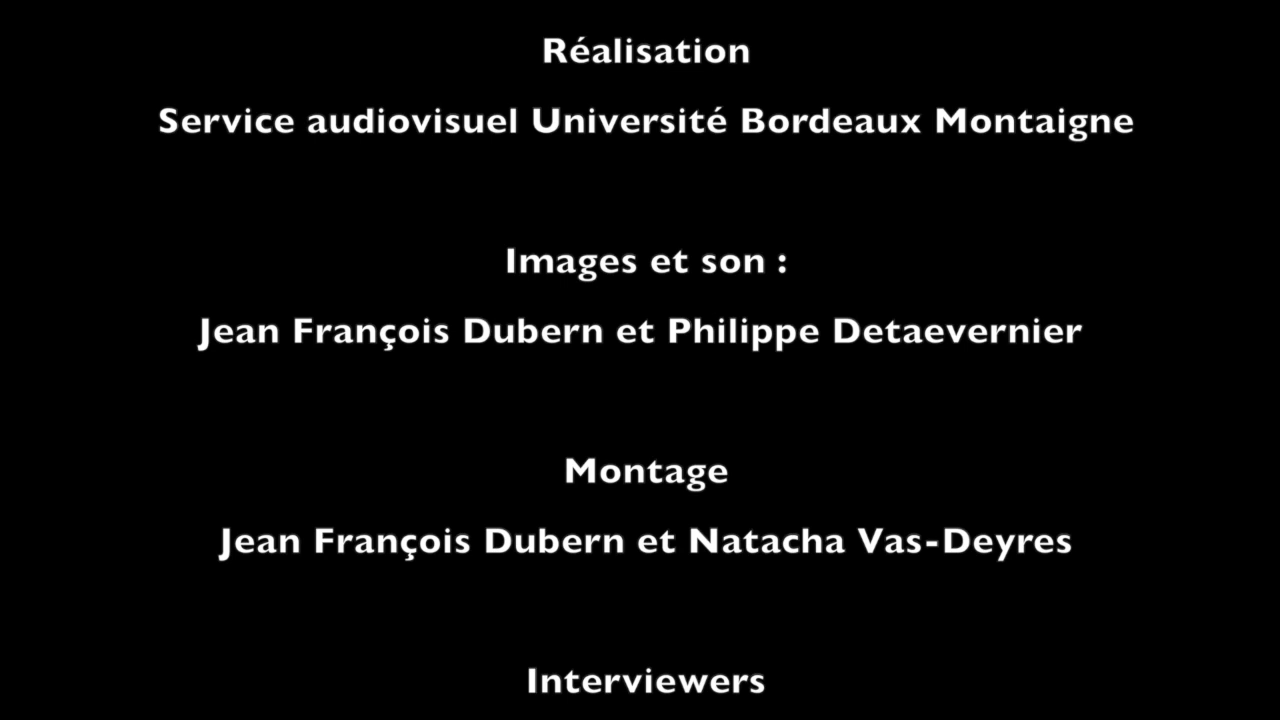 Réalisation
Service audiovisuel Université Bordeaux Montaigne
Images et son :
Jean François Dubern et Philippe Detaevernier
Montage
Jean François Dubern et Natacha Vas-Deyres
Interviewers